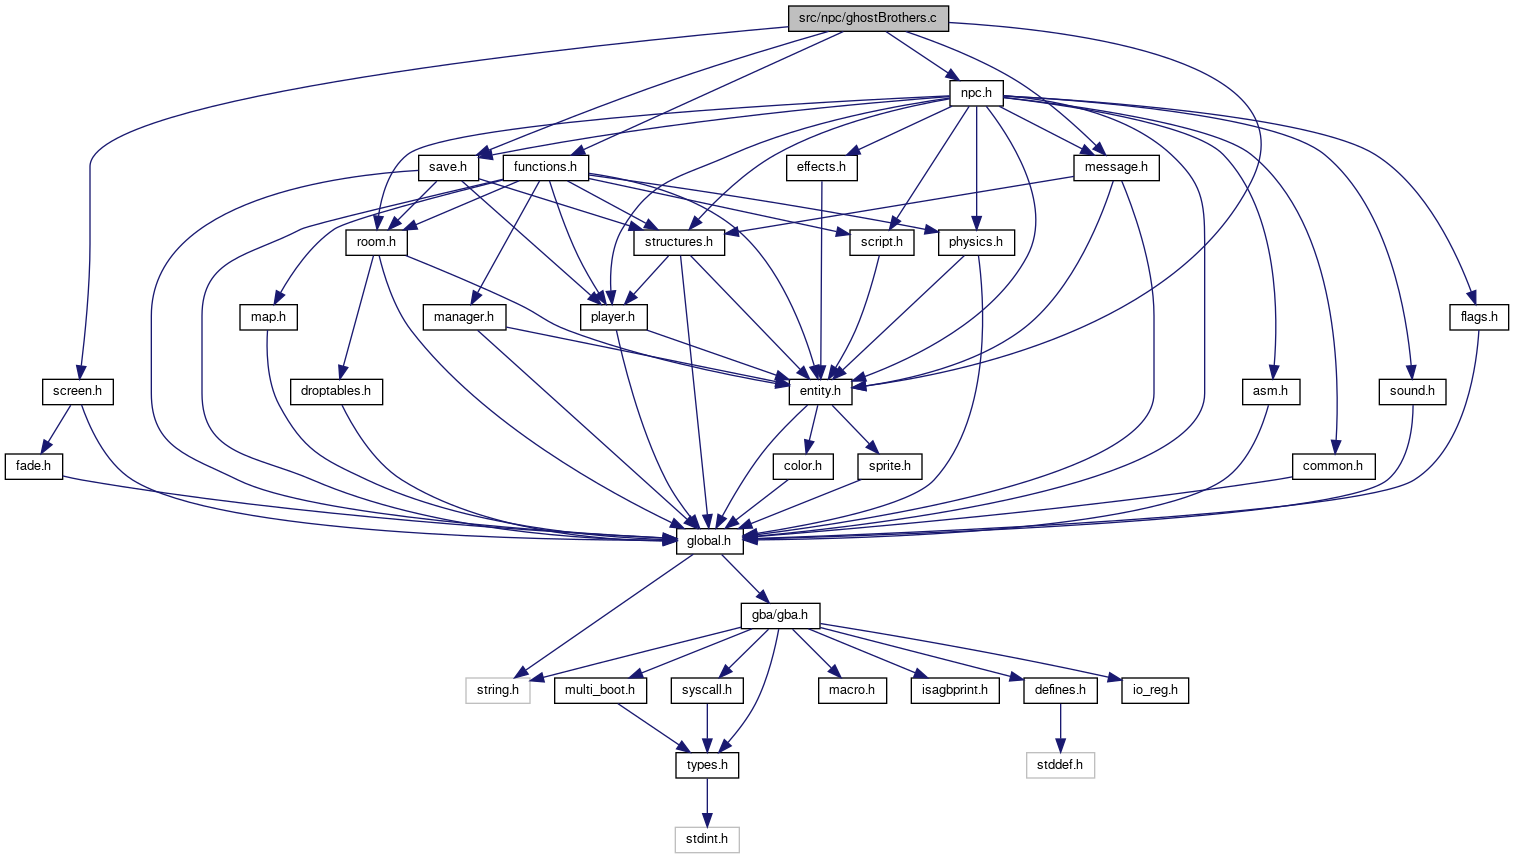 src/npc/ghostBrothers.c
npc.h
save.h
functions.h
effects.h
message.h
room.h
structures.h
script.h
physics.h
map.h
manager.h
player.h
flags.h
screen.h
droptables.h
entity.h
asm.h
sound.h
fade.h
color.h
sprite.h
common.h
global.h
gba/gba.h
string.h
multi_boot.h
syscall.h
macro.h
isagbprint.h
defines.h
io_reg.h
types.h
stddef.h
stdint.h